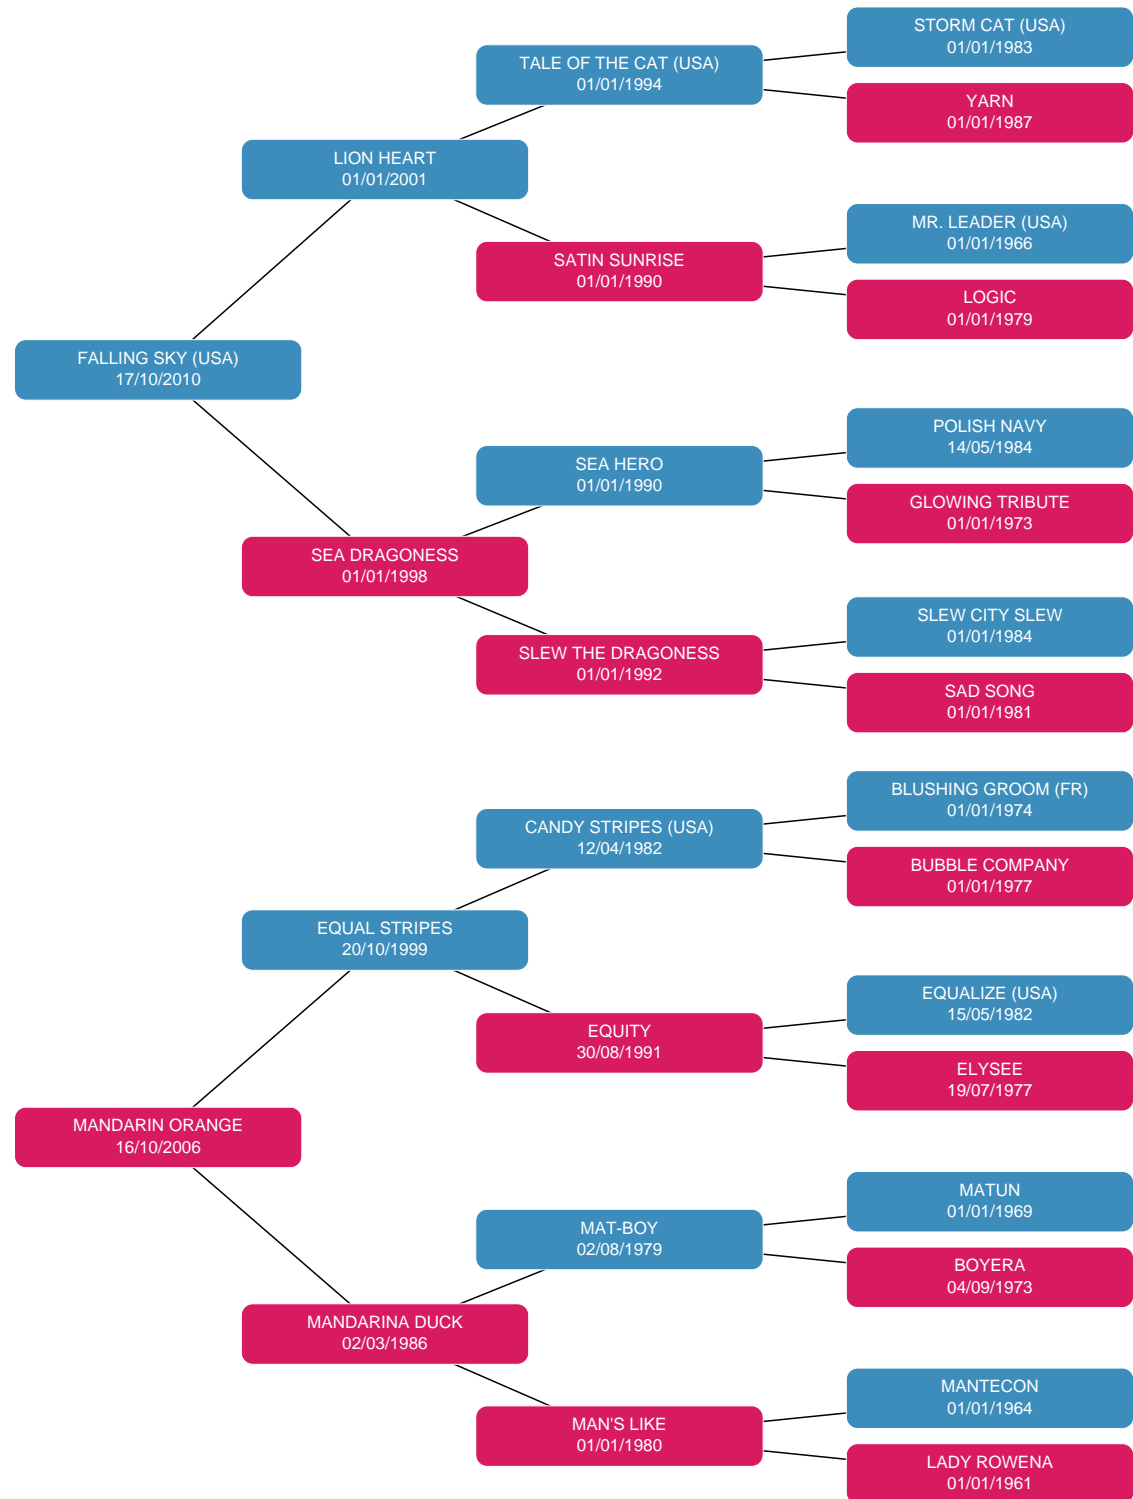 STORM CAT (USA)
01/01/1983
TALE OF THE CAT (USA)
01/01/1994
YARN
01/01/1987
LION HEART
01/01/2001
MR. LEADER (USA)
01/01/1966
SATIN SUNRISE
01/01/1990
LOGIC
01/01/1979
FALLING SKY (USA)
17/10/2010
POLISH NAVY
14/05/1984
SEA HERO
01/01/1990
GLOWING TRIBUTE
01/01/1973
SEA DRAGONESS
01/01/1998
SLEW CITY SLEW
01/01/1984
SLEW THE DRAGONESS
01/01/1992
SAD SONG
01/01/1981
BLUSHING GROOM (FR)
01/01/1974
CANDY STRIPES (USA)
12/04/1982
BUBBLE COMPANY
01/01/1977
EQUAL STRIPES
20/10/1999
EQUALIZE (USA)
15/05/1982
EQUITY
30/08/1991
ELYSEE
19/07/1977
MANDARIN ORANGE
16/10/2006
MATUN
01/01/1969
MAT-BOY
02/08/1979
BOYERA
04/09/1973
MANDARINA DUCK
02/03/1986
MANTECON
01/01/1964
MAN'S LIKE
01/01/1980
LADY ROWENA
01/01/1961